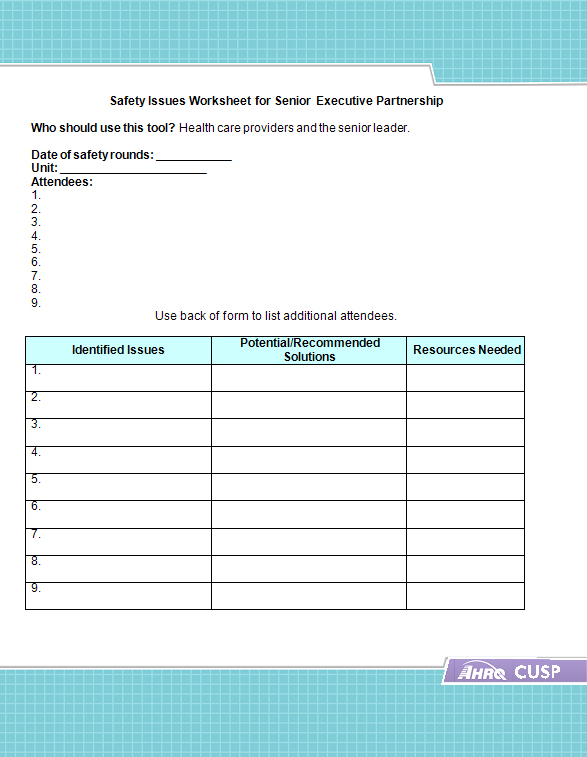 Safety Issues Worksheet for Senior Executive Partnership
Who should use this tool? Health care providers and the senior leader.
Date of safety rounds: ___________
Unit: ______________________
Attendees:
1.
2.
3.
4.
5.
6.
7.
8.
9.
Use back of form to list additional attendees.
Identified Issues
Potential/Recommended
Solutions
Resources Needed
1.
2.
3.
4.
5.
6.
7.
8.
9.
AHRQ CUSP